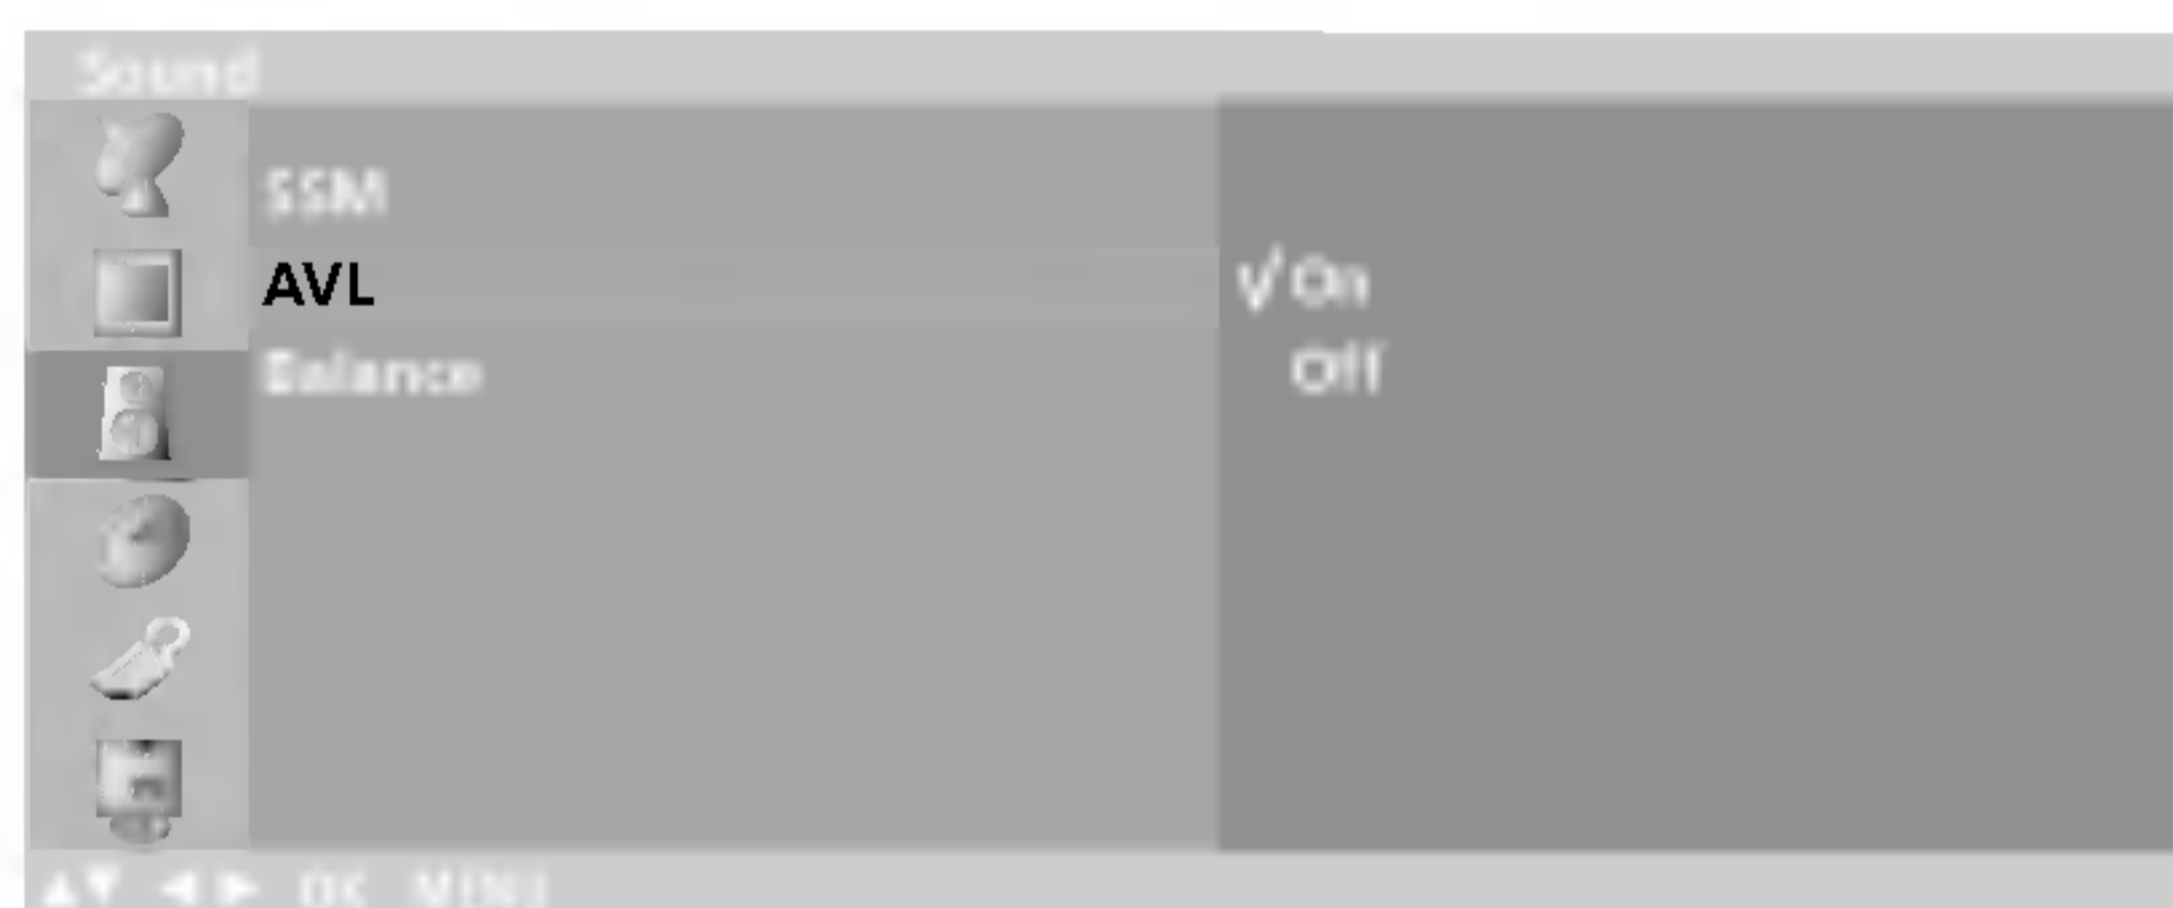 Sound
SSM
AVL √ On
Balance Off
▲▼ ◀ ▶ OK MENU